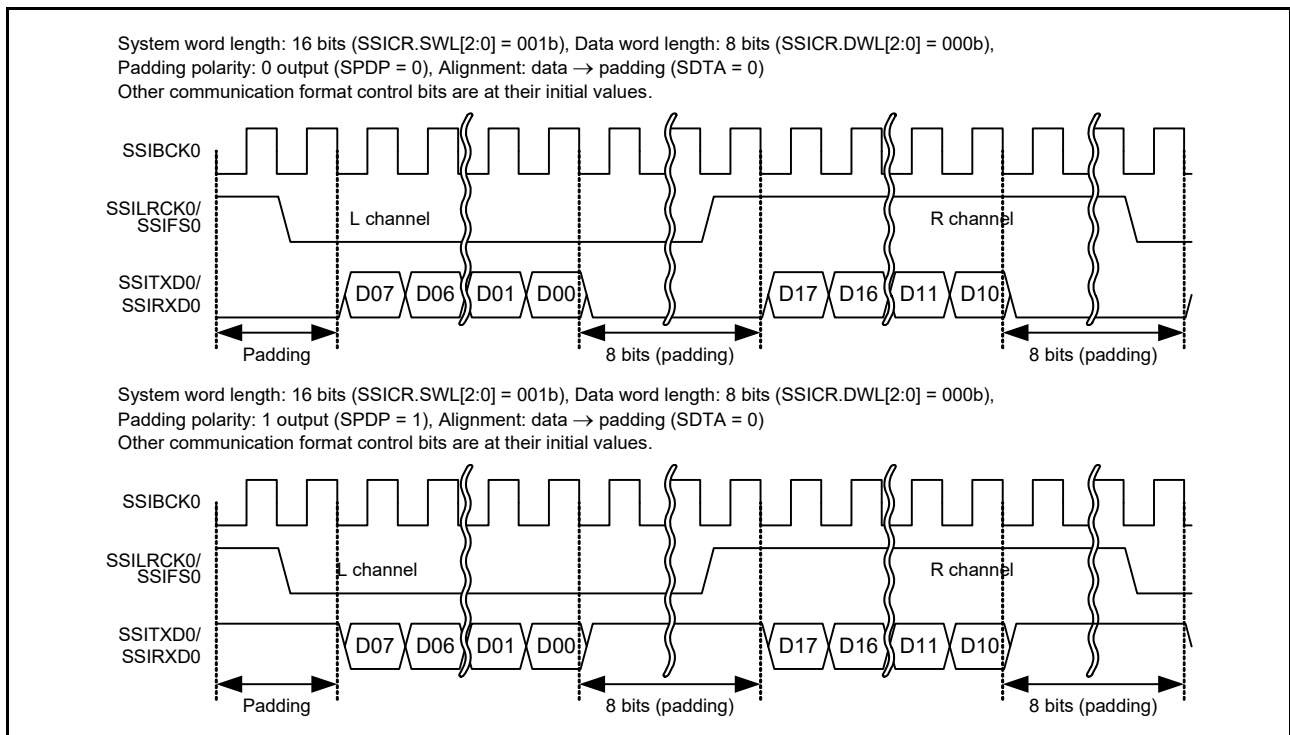 System word length: 16 bits (SSICR.SWL[2:0] = 001b), Data word length: 8 bits (SSICR.DWL[2:0] = 000b),
Padding polarity: 0 output (SPDP = 0), Alignment: data → padding (SDTA = 0)
Other communication format control bits are at their initial values.
SSIBCK0
SSILRCK0/
SSIFS0
L channel
R channel
SSITXD0/
SSIRXD0
D07 D06 D01 D00 D17 D16 D11 D10
Padding 8 bits (padding) 8 bits (padding)
System word length: 16 bits (SSICR.SWL[2:0] = 001b), Data word length: 8 bits (SSICR.DWL[2:0] = 000b),
Padding polarity: 1 output (SPDP = 1), Alignment: data → padding (SDTA = 0)
Other communication format control bits are at their initial values.
SSIBCK0
SSILRCK0/
SSIFS0
L channel
R channel
SSITXD0/
SSIRXD0
D07 D06 D01 D00 D17 D16 D11 D10
Padding 8 bits (padding) 8 bits (padding)